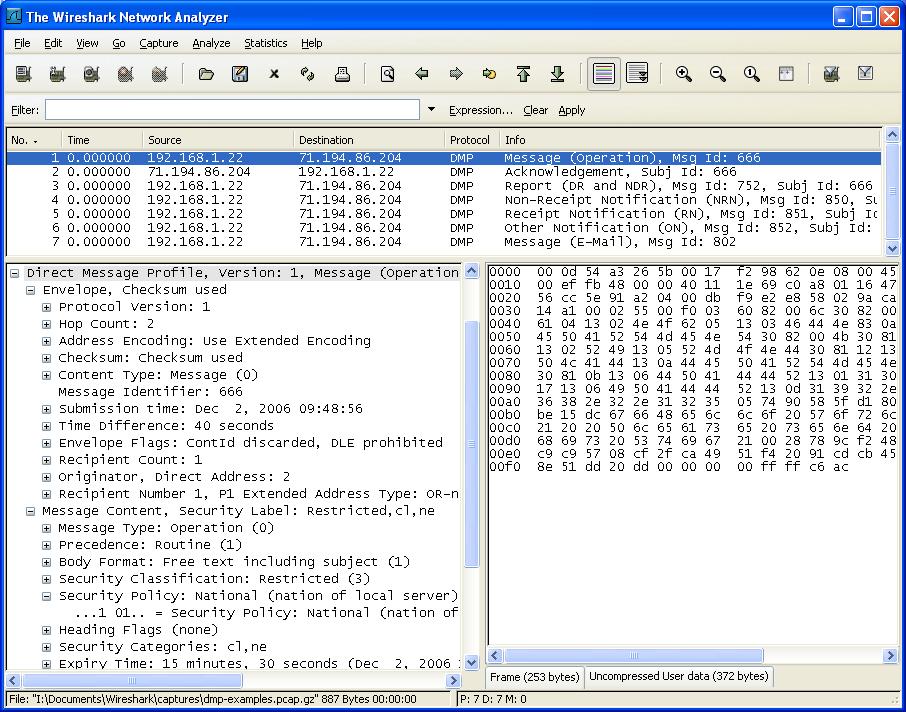 The Wireshark Network Analyzer
File Edit View Go Capture Analyze Statistics Help
Filter: Expression... Clear Apply
No. Time Source Destination Protocol Info
1 0.000000 192.168.1.22 71.194.86.204 DMP Message (Operation), Msg Id: 666
2 0.000000 71.194.86.204 192.168.1.22 DMP Acknowledgement, Subj Id: 666
3 0.000000 192.168.1.22 71.194.86.204 DMP Report (DR and NDR), Msg Id: 752, Subj Id: 666
4 0.000000 192.168.1.22 71.194.86.204 DMP Non-Receipt Notification (NRN), Msg Id: 850, Su
5 0.000000 192.168.1.22 71.194.86.204 DMP Receipt Notification (RN), Msg Id: 851, Subj Id
6 0.000000 192.168.1.22 71.194.86.204 DMP Other Notification (ON), Msg Id: 852, Subj Id:
7 0.000000 192.168.1.22 71.194.86.204 DMP Message (E-Mail), Msg Id: 802
Direct Message Profile, Version: 1, Message (Operation
Envelope, Checksum used
Protocol Version: 1
Hop Count: 2
Address Encoding: Use Extended Encoding
Checksum: Checksum used
Content Type: Message (0)
Message Identifier: 666
Submission time: Dec  2, 2006 09:48:56
Time Difference: 40 seconds
Envelope Flags: ContId discarded, DLE prohibited
Recipient Count: 1
Originator, Direct Address: 2
Recipient Number 1, P1 Extended Address Type: OR-n
Message Content, Security Label: Restricted,cl,ne
Message Type: Operation (0)
Precedence: Routine (1)
Body Format: Free text including subject (1)
Security Classification: Restricted (3)
Security Policy: National (nation of local server)
...1 01.. = Security Policy: National (nation of
Heading Flags (none)
Security Categories: cl,ne
Expiry Time: 15 minutes, 30 seconds (Dec  2, 2006
0000 00 0d 54 a3 26 5b 00 17 f2 98 62 0e 08 00 45
0010 00 ef fb 48 00 00 40 11 1e 69 c0 a8 01 16 47
0020 56 cc 5e 91 a2 04 00 db f9 e2 e8 58 02 9a ca
0030 14 a1 00 02 55 00 f0 03 60 82 00 6c 30 82 00
0040 61 04 13 02 4e 4f 62 05 13 03 46 44 4e 83 0a
0050 45 50 41 52 54 4d 45 4e 54 30 82 00 4b 30 81
0060 13 02 52 49 13 05 52 4d 4f 4e 44 30 81 12 13
0070 50 4c 41 44 13 0a 44 45 50 41 52 54 4d 45 4e
0080 30 81 0b 13 06 44 50 41 44 44 52 13 01 31 30
0090 17 13 06 49 50 41 44 44 52 13 0d 31 39 32 2e
00a0 36 38 2e 32 2e 31 32 35 05 74 90 58 5f d1 80
00b0 be 15 dc 67 66 48 65 6c 6c 6f 20 57 6f 72 6c
00c0 21 20 20 50 6c 65 61 73 65 20 73 65 6e 64 20
00d0 68 69 73 20 53 74 69 67 21 00 28 78 9c f2 48
00e0 c9 c9 57 08 cf 2f ca 49 51 f4 20 91 cd cb 45
00f0 8e 51 dd 20 dd 00 00 00 00 ff ff c6 ac
Frame (253 bytes) Uncompressed User data (372 bytes)
File: "I:\Documents\Wireshark\captures\dmp-examples.pcap.gz" 887 Bytes 00:00:00 P: 7 D: 7 M: 0